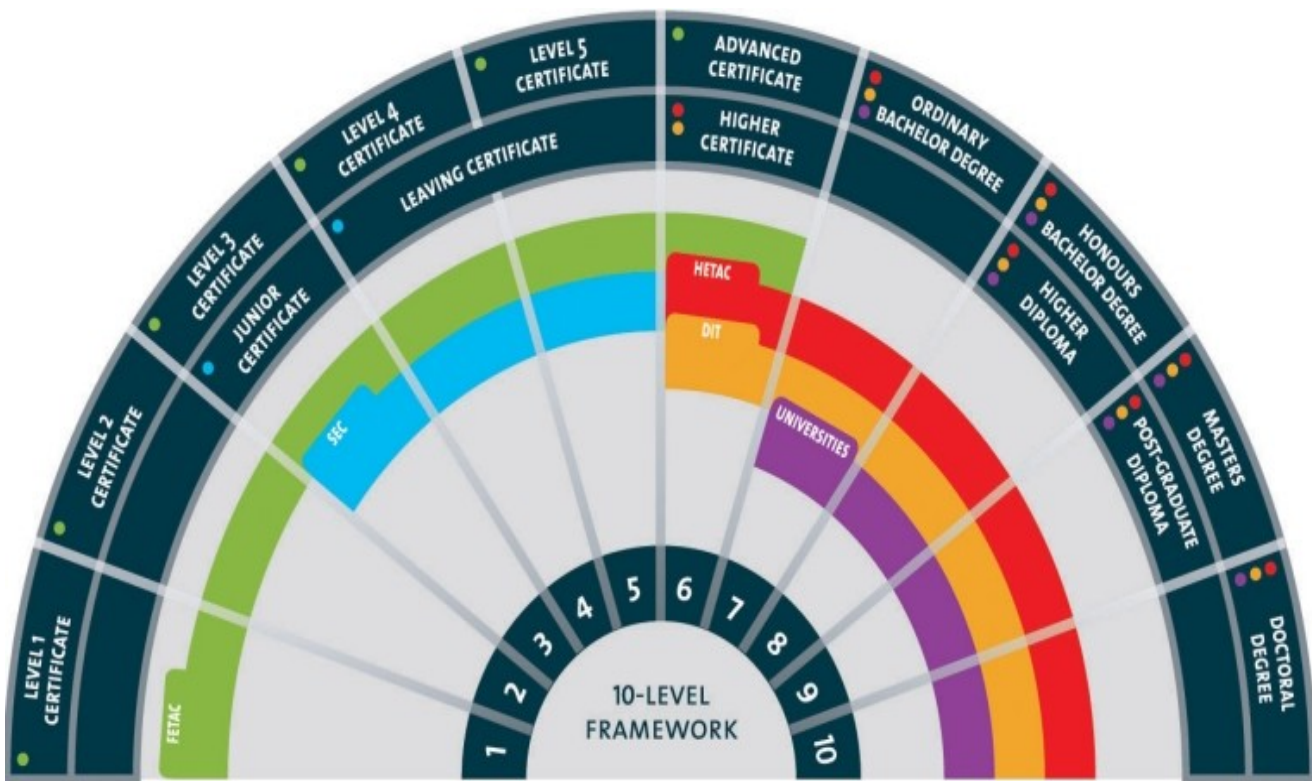 LEVEL 1
CERTIFICATE
LEVEL 2
CERTIFICATE
LEVEL 3
CERTIFICATE
JUNIOR
CERTIFICATE
LEVEL 4
CERTIFICATE
LEVEL 5
CERTIFICATE
LEAVING CERTIFICATE
ADVANCED
CERTIFICATE
HIGHER
CERTIFICATE
ORDINARY
BACHELOR DEGREE
HONOURS
BACHELOR DEGREE
HIGHER
DIPLOMA
MASTERS
DEGREE
POST-GRADUATE
DIPLOMA
DOCTORAL
DEGREE
FETAC
SEC
HETAC
DIT
UNIVERSITIES
1
2
3
4
5
6
7
8
9
10
10-LEVEL
FRAMEWORK